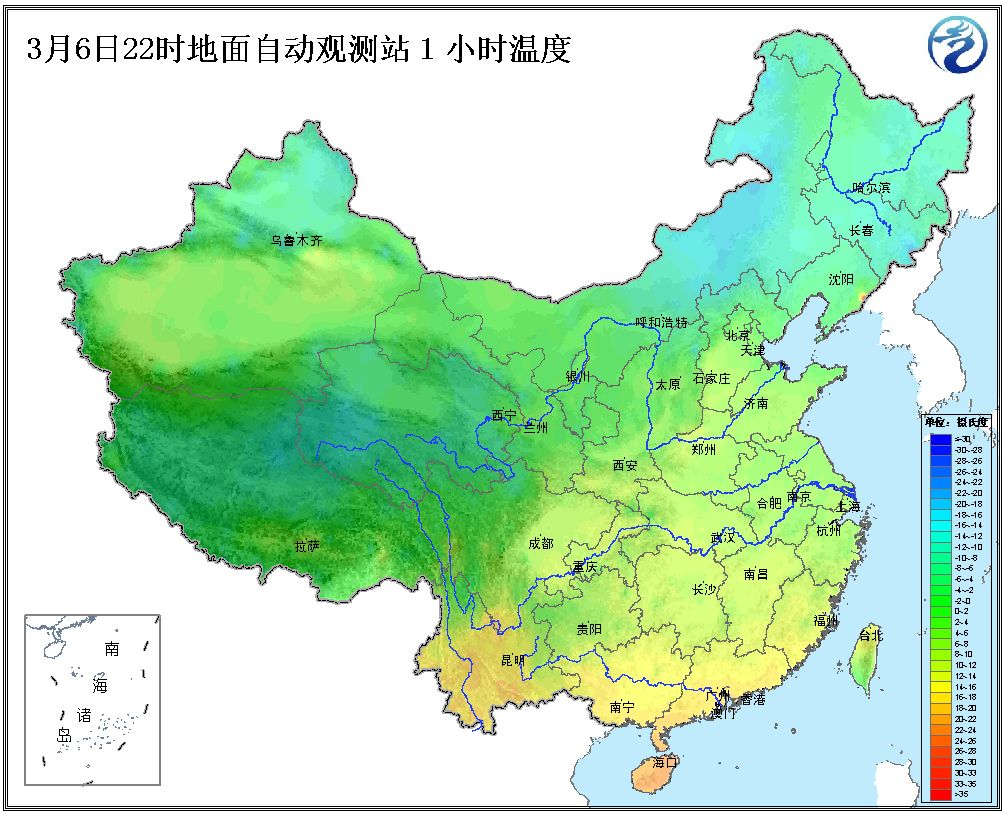 3月6日22时地面自动观测站1小时温度
哈尔滨
长春
乌鲁木齐
沈阳
呼和浩特
北京
天津
银川
太原
石家庄
济南
西宁
兰州
郑州
西安
合肥
南京
上海
杭州
拉萨
成都
武汉
重庆
南昌
长沙
福州
贵阳
台北
昆明
广州
香港
澳门
南宁
海口
南
海
诸
岛
单位: 摄氏度
≤-30
-30~-28
-28~-26
-26~-24
-24~-22
-22~-20
-20~-18
-18~-16
-16~-14
-14~-12
-12~-10
-10~-8
-8~-6
-6~-4
-4~-2
-2~0
0~2
2~4
4~6
6~8
8~10
10~12
12~14
14~16
16~18
18~20
20~22
22~24
24~26
26~28
28~30
30~33
33~35
>35